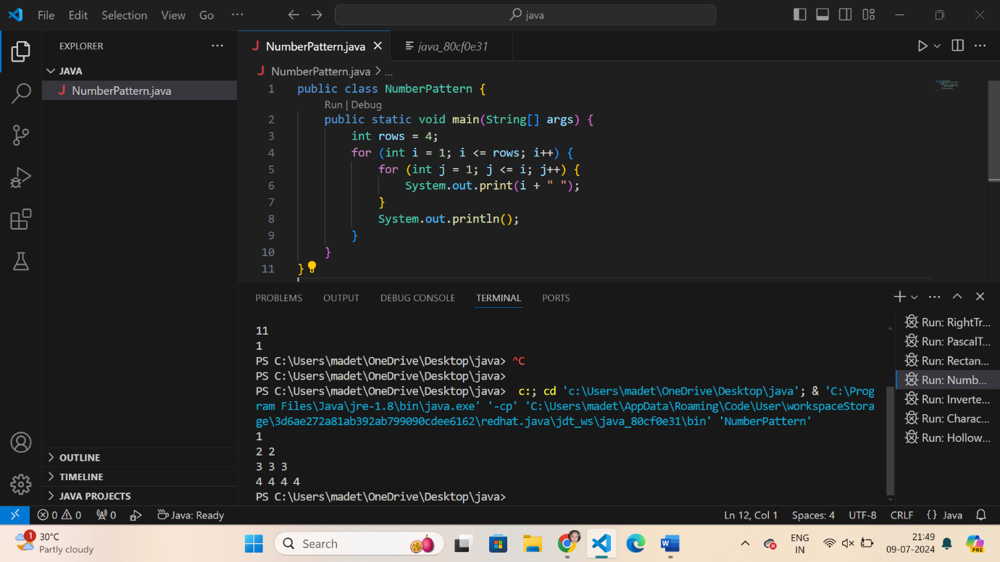 File Edit Selection View Go ··· java
EXPLORER ···
JAVA
NumberPattern.java
OUTLINE
TIMELINE
JAVA PROJECTS
NumberPattern.java java_80cf0e31
NumberPattern.java > ...
1 public class NumberPattern {
Run | Debug
2 public static void main(String[] args) {
3 int rows = 4;
4 for (int i = 1; i <= rows; i++) {
5 for (int j = 1; j <= i; j++) {
6 System.out.print(i + " ");
7 }
8 System.out.println();
9 }
10 }
11 }
PROBLEMS OUTPUT DEBUG CONSOLE TERMINAL PORTS
11
1
PS C:\Users\madet\OneDrive\Desktop\java> ^C
PS C:\Users\madet\OneDrive\Desktop\java>
PS C:\Users\madet\OneDrive\Desktop\java> c:; cd 'c:\Users\madet\OneDrive\Desktop\java'; & 'C:\Prog
ram Files\Java\jre-1.8\bin\java.exe' '-cp' 'C:\Users\madet\AppData\Roaming\Code\User\workspaceStora
ge\3d6ae272a81ab392ab799090cdee6162\redhat.java\jdt_ws\java_80cf0e31\bin' 'NumberPattern'
1
2 2
3 3 3
4 4 4 4
PS C:\Users\madet\OneDrive\Desktop\java>
Run: RightTr...
Run: PascalT...
Run: Rectan...
Run: Numb...
Run: Inverte...
Run: Charac...
Run: Hollow...
0 0 0 Java: Ready Ln 12, Col 1 Spaces: 4 UTF-8 CRLF {} Java
1 30°C
Partly cloudy
Search
ENG
IN
21:49
09-07-2024
PRE